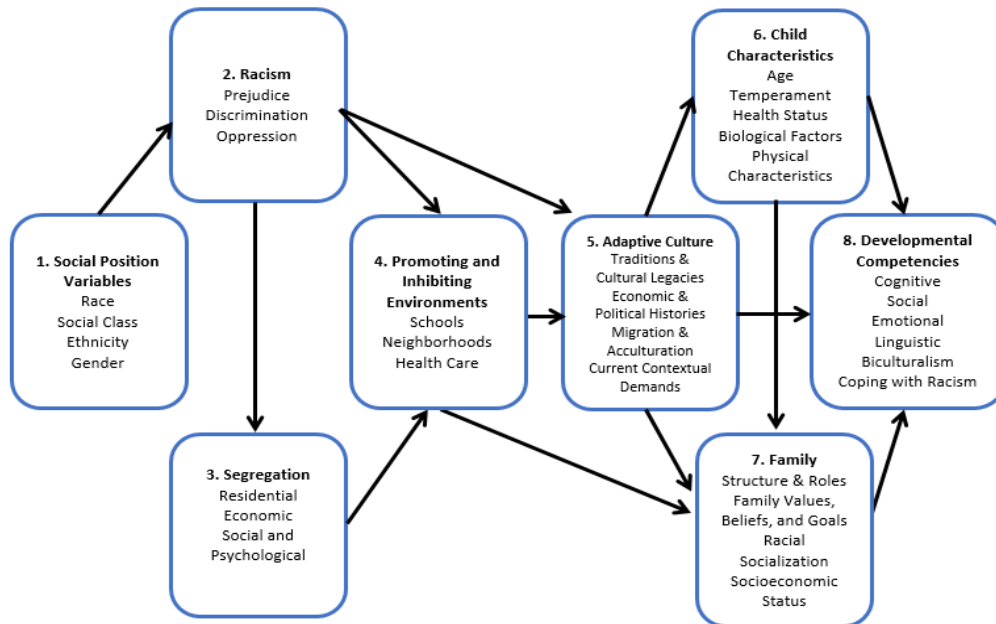 1. Social Position
Variables
Race
Social Class
Ethnicity
Gender
2. Racism
Prejudice
Discrimination
Oppression
3. Segregation
Residential
Economic
Social and
Psychological
4. Promoting and
Inhibiting
Environments
Schools
Neighborhoods
Health Care
5. Adaptive Culture
Traditions &
Cultural Legacies
Economic &
Political Histories
Migration &
Acculturation
Current Contextual
Demands
6. Child
Characteristics
Age
Temperament
Health Status
Biological Factors
Physical
Characteristics
7. Family
Structure & Roles
Family Values,
Beliefs, and Goals
Racial
Socialization
Socioeconomic
Status
8. Developmental
Competencies
Cognitive
Social
Emotional
Linguistic
Biculturalism
Coping with Racism